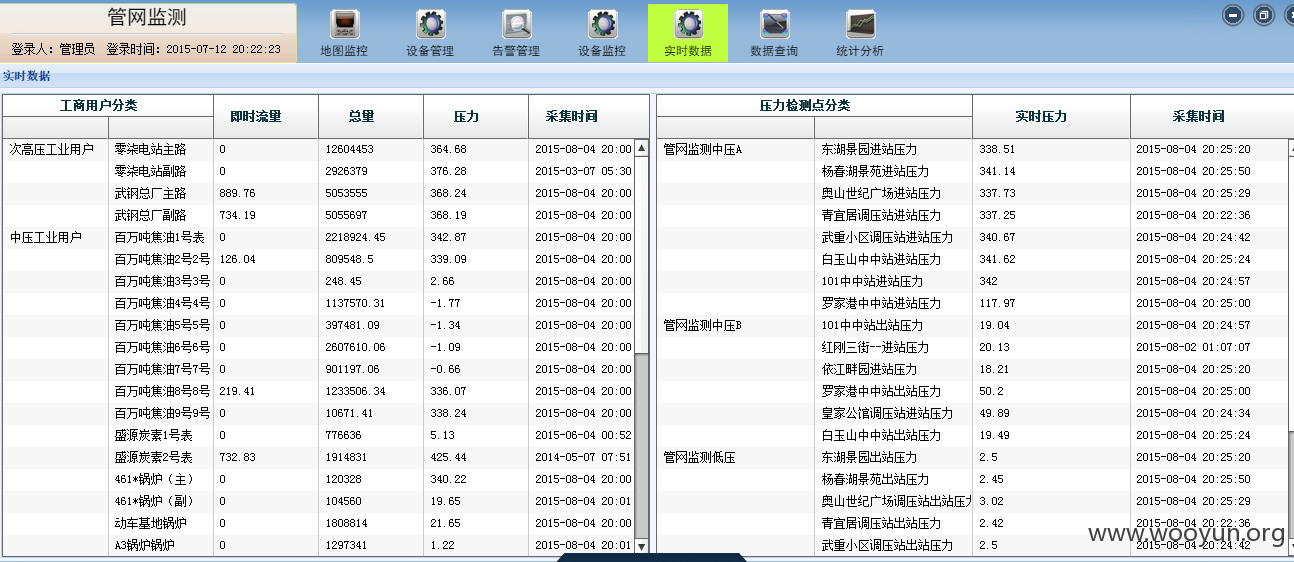 管网监测
登录人：管理员 登录时间：2015-07-12 20:22:23
地图监控 设备管理 告警管理 设备监控 实时数据 数据查询 统计分析
实时数据
工商用户分类 即时流量 总量 压力 采集时间
次高压工业用户 零柒电站主路 0 12604453 364.68 2015-08-04 20:00
零柒电站副路 0 2926379 376.28 2015-03-07 05:30
武钢总厂主路 889.76 5053555 368.24 2015-08-04 20:00
武钢总厂副路 734.19 5055697 368.19 2015-08-04 20:00
中压工业用户 百万吨焦油1号表 0 2218924.45 342.87 2015-08-04 20:00
百万吨焦油2号2号 126.04 809548.5 339.09 2015-08-04 20:00
百万吨焦油3号3号 0 248.45 2.66 2015-08-04 20:00
百万吨焦油4号4号 0 1137570.31 -1.77 2015-08-04 20:00
百万吨焦油5号5号 0 397481.09 -1.34 2015-08-04 20:00
百万吨焦油6号6号 0 2607610.06 -1.09 2015-08-04 20:00
百万吨焦油7号7号 0 901197.06 -0.66 2015-08-04 20:00
百万吨焦油8号8号 219.41 1233506.34 336.07 2015-08-04 20:00
百万吨焦油9号9号 0 10671.41 338.24 2015-08-04 20:00
盛源炭素1号表 0 776636 5.13 2015-06-04 00:52
盛源炭素2号表 732.83 1914831 425.44 2014-05-07 07:51
461*锅炉（主） 0 120328 340.22 2015-08-04 20:00
461*锅炉（副） 0 104560 19.65 2015-08-04 20:01
动车基地锅炉 0 1808814 21.65 2015-08-04 20:00
A3锅炉锅炉 0 1297341 1.22 2015-08-04 20:01
压力检测点分类 实时压力 采集时间
管网监测中压A 东湖景园进站压力 338.51 2015-08-04 20:25:20
杨春湖景苑进站压力 341.14 2015-08-04 20:25:50
奥山世纪广场进站压力 337.73 2015-08-04 20:25:29
青宜居调压站进站压力 337.25 2015-08-04 20:22:36
武重小区调压站进站压力 340.67 2015-08-04 20:24:42
白玉山中中站进站压力 341.62 2015-08-04 20:25:24
101中中站进站压力 342 2015-08-04 20:24:57
罗家港中中站进站压力 117.97 2015-08-04 20:25:00
管网监测中压B 101中中站出站压力 19.04 2015-08-04 20:24:57
红刚三街--进站压力 20.13 2015-08-02 01:07:07
依江畔园进站压力 18.21 2015-08-04 20:25:20
罗家港中中站出站压力 50.2 2015-08-04 20:25:00
皇家公馆调压站进站压力 49.89 2015-08-04 20:24:34
白玉山中中站出站压力 19.49 2015-08-04 20:25:24
管网监测低压 东湖景园出站压力 2.5 2015-08-04 20:25:20
杨春湖景苑出站压力 2.45 2015-08-04 20:25:50
奥山世纪广场调压站出站压力 3.02 2015-08-04 20:25:29
青宜居调压站出站压力 2.42 2015-08-04 20:22:36
武重小区调压站出站压力 2.5 2015-08-04 20:24:42
www.wooyun.org